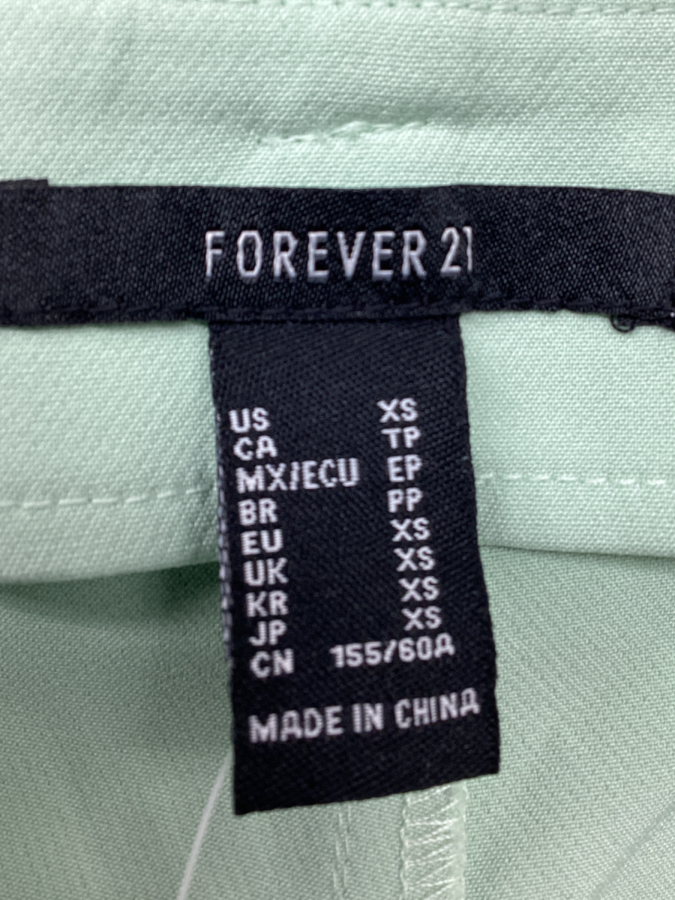 FOREVER 21
US XS
CA TP
MX/ECU EP
BR PP
EU XS
UK XS
KR XS
JP XS
CN 155/60A
MADE IN CHINA